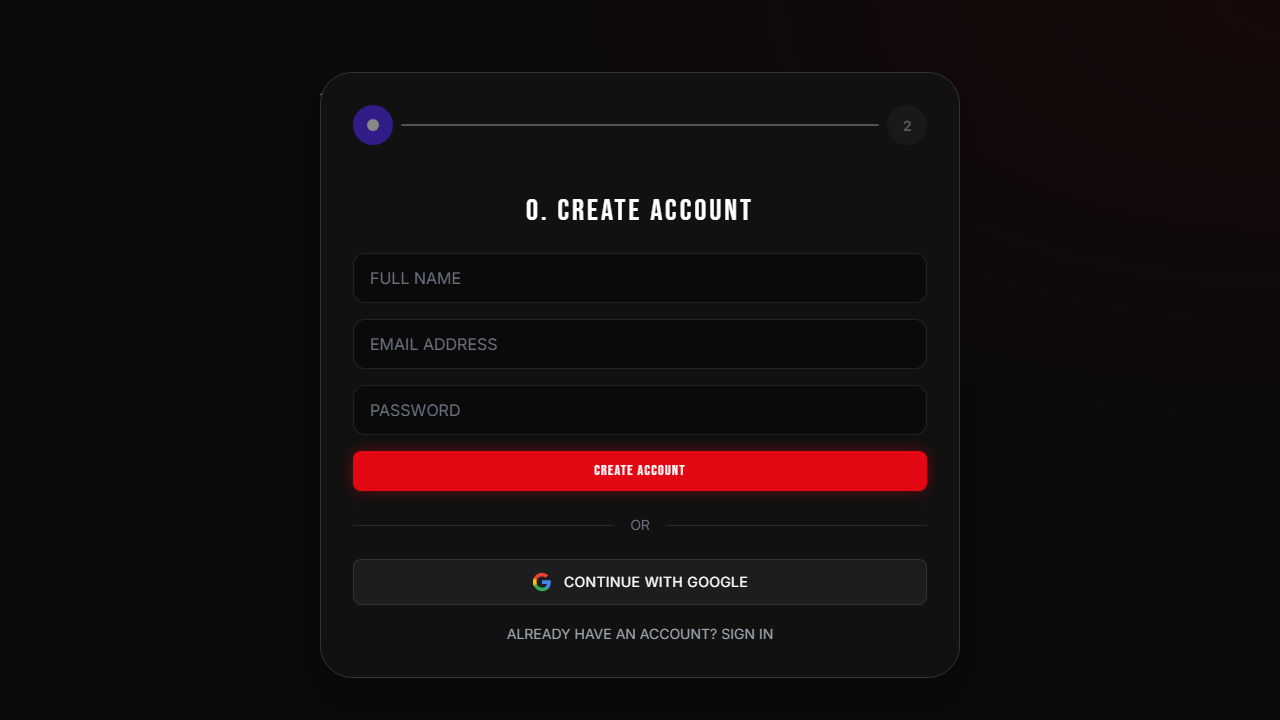 2
0. CREATE ACCOUNT
FULL NAME
EMAIL ADDRESS
PASSWORD
CREATE ACCOUNT
OR
CONTINUE WITH GOOGLE
ALREADY HAVE AN ACCOUNT? SIGN IN